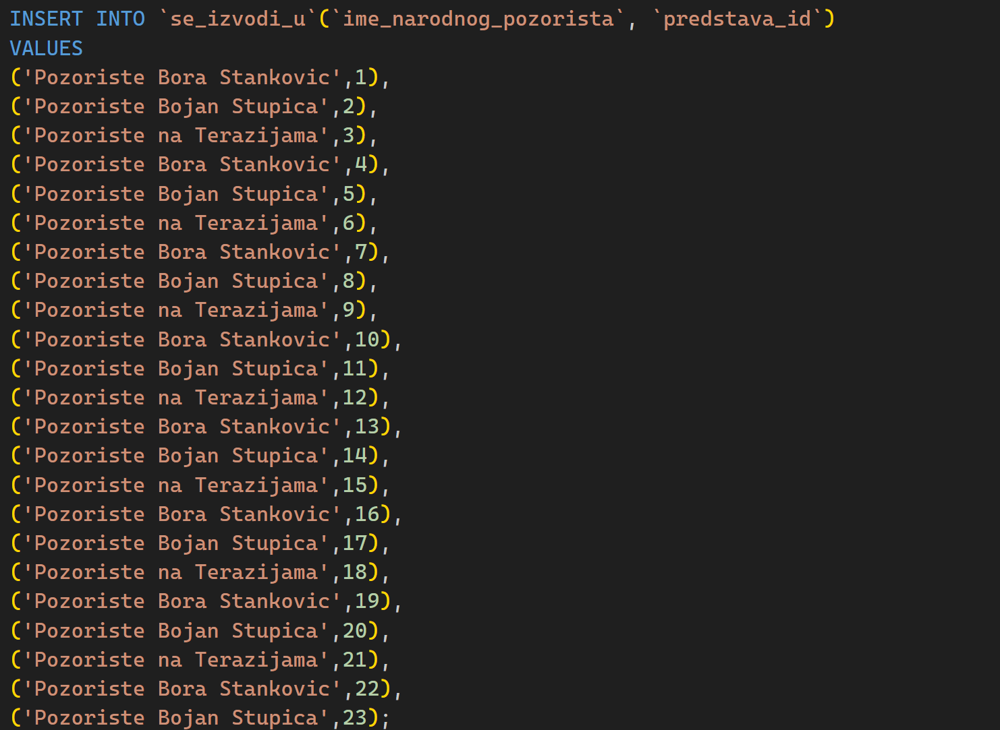 INSERT INTO `se_izvodi_u`(`ime_narodnog_pozorista`, `predstava_id`)
VALUES
('Pozoriste Bora Stankovic',1),
('Pozoriste Bojan Stupica',2),
('Pozoriste na Terazijama',3),
('Pozoriste Bora Stankovic',4),
('Pozoriste Bojan Stupica',5),
('Pozoriste na Terazijama',6),
('Pozoriste Bora Stankovic',7),
('Pozoriste Bojan Stupica',8),
('Pozoriste na Terazijama',9),
('Pozoriste Bora Stankovic',10),
('Pozoriste Bojan Stupica',11),
('Pozoriste na Terazijama',12),
('Pozoriste Bora Stankovic',13),
('Pozoriste Bojan Stupica',14),
('Pozoriste na Terazijama',15),
('Pozoriste Bora Stankovic',16),
('Pozoriste Bojan Stupica',17),
('Pozoriste na Terazijama',18),
('Pozoriste Bora Stankovic',19),
('Pozoriste Bojan Stupica',20),
('Pozoriste na Terazijama',21),
('Pozoriste Bora Stankovic',22),
('Pozoriste Bojan Stupica',23);